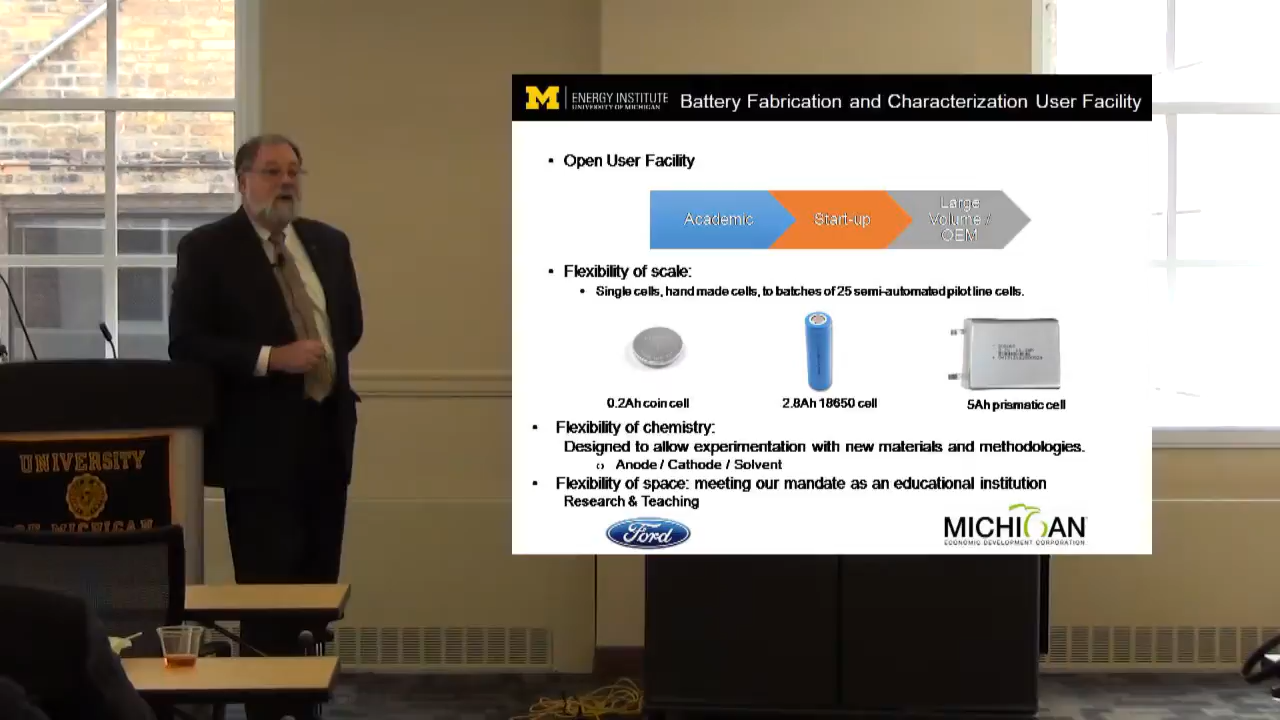 M ENERGY INSTITUTE
UNIVERSITY OF MICHIGAN
Battery Fabrication and Characterization User Facility
• Open User Facility
Academic
Start-up
Large
Volume /
OEM
• Flexibility of scale:
• Single cells, hand made cells, to batches of 25 semi-automated pilot line cells.
0.2Ah coin cell
2.8Ah 18650 cell
5Ah prismatic cell
• Flexibility of chemistry:
Designed to allow experimentation with new materials and methodologies.
o Anode / Cathode / Solvent
• Flexibility of space: meeting our mandate as an educational institution
Research & Teaching
Ford
MICHIGAN
ECONOMIC DEVELOPMENT CORPORATION
UNIVERSITY
OF MICHIGAN